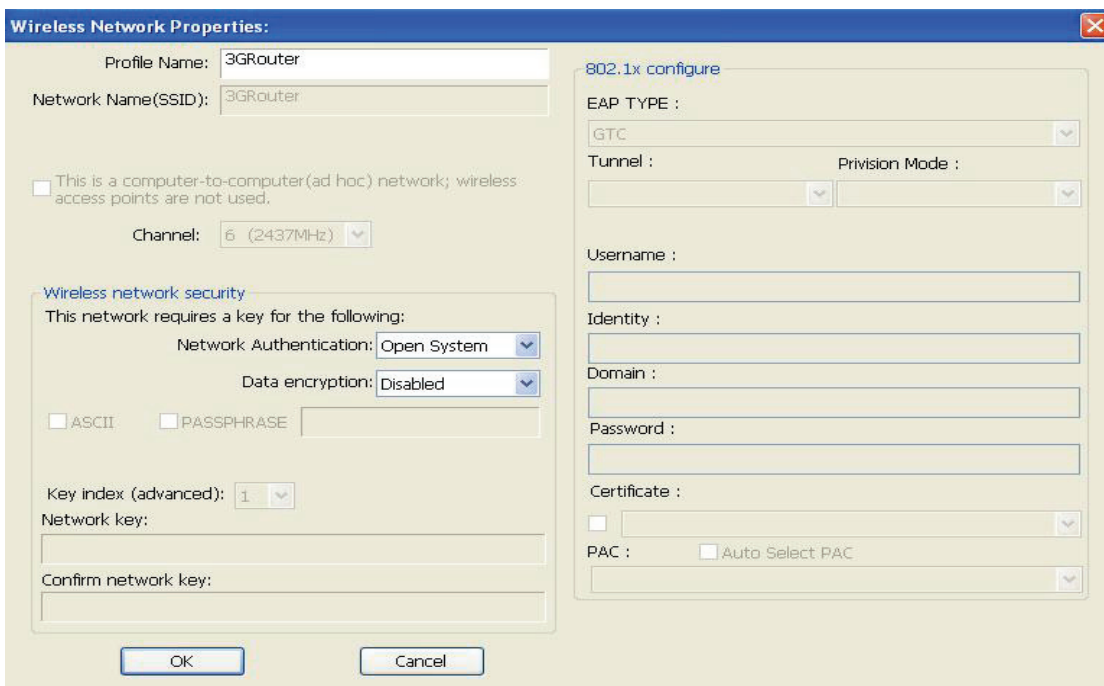 Wireless Network Properties:
Profile Name: 3GRouter
Network Name(SSID): 3GRouter
This is a computer-to-computer(ad hoc) network; wireless
access points are not used.
Channel: 6 (2437MHz)
Wireless network security
This network requires a key for the following:
Network Authentication: Open System
Data encryption: Disabled
ASCII PASSPHRASE
Key index (advanced): 1
Network key:
Confirm network key:
OK Cancel
802.1x configure
EAP TYPE :
GTC
Tunnel : Privision Mode :
Username :
Identity :
Domain :
Password :
Certificate :
PAC : Auto Select PAC